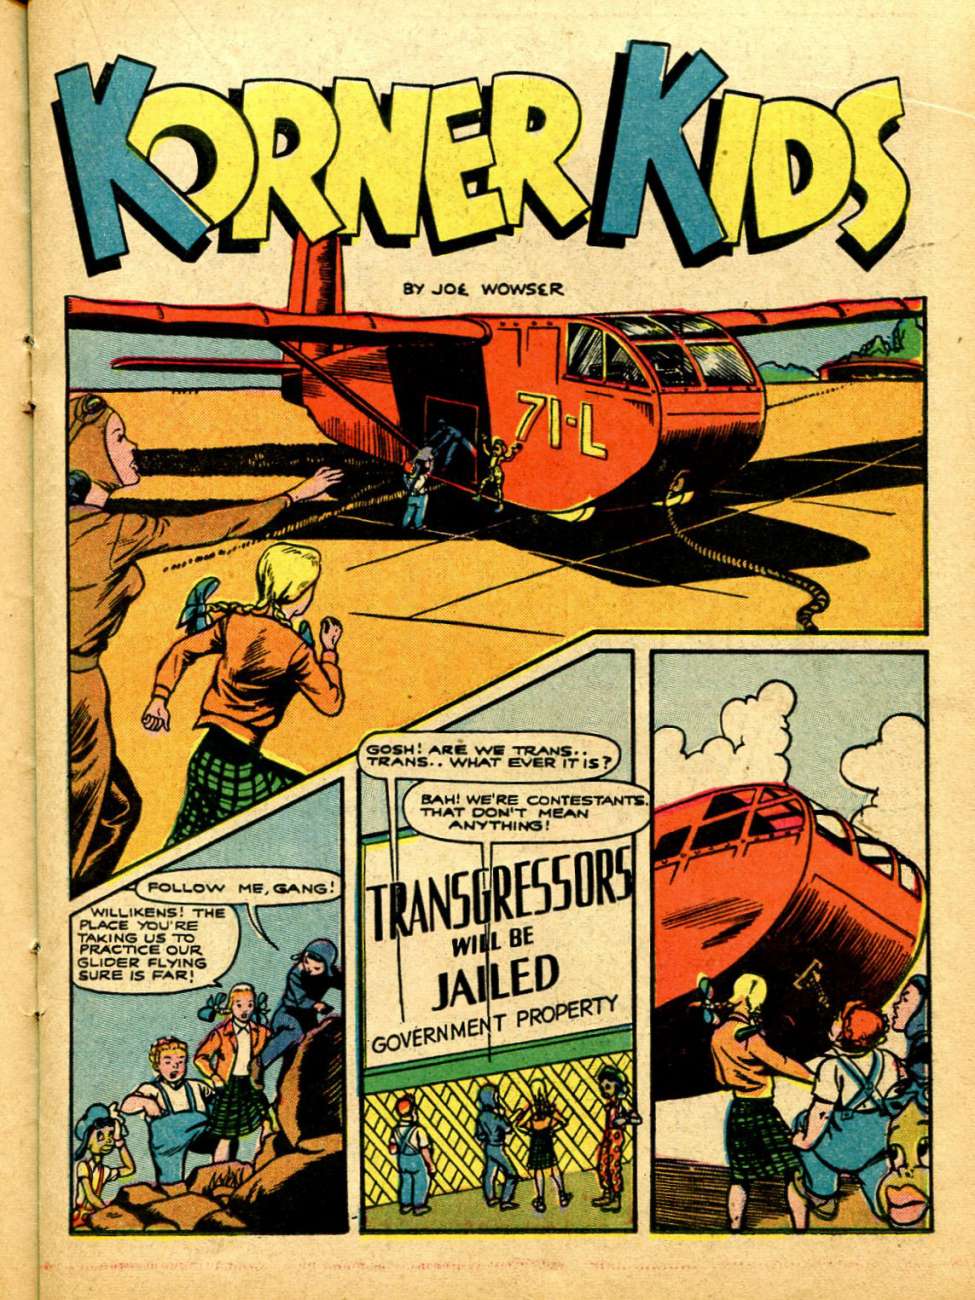 KORNER KIDS
BY JOE WOWSER
71-L
FOLLOW ME, GANG!
WILLIKENS! THE
PLACE YOU'RE
TAKING US TO
PRACTICE OUR
GLIDER FLYING
SURE IS FAR!
GOSH! ARE WE TRANS..
TRANS.. WHAT EVER IT IS?
BAH! WE'RE CONTESTANTS.
THAT DON'T MEAN
ANYTHING!
TRANSGRESSORS
WILL BE
JAILED
GOVERNMENT PROPERTY